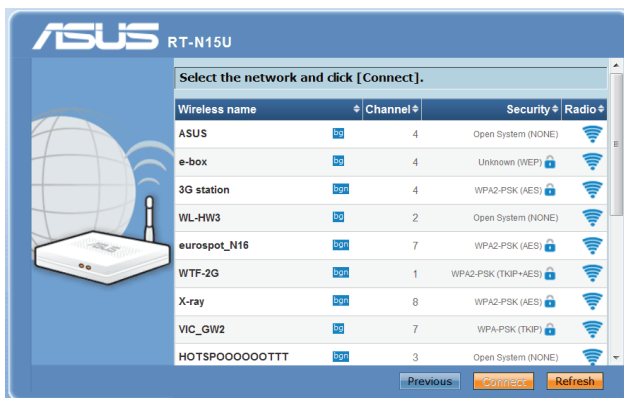 ASUS RT-N15U
Select the network and click [Connect].
Wireless name Channel Security Radio
ASUS bg 4 Open System (NONE)
e-box bg 4 Unknown (WEP)
3G station bgn 4 WPA2-PSK (AES)
WL-HW3 bg 2 Open System (NONE)
eurospot_N16 bgn 7 WPA2-PSK (AES)
WTF-2G bgn 1 WPA2-PSK (TKIP+AES)
X-ray bgn 8 WPA2-PSK (AES)
VIC_GW2 bg 7 WPA-PSK (TKIP)
HOTSPOOOOOOTTT bgn 3 Open System (NONE)
Previous Connect Refresh